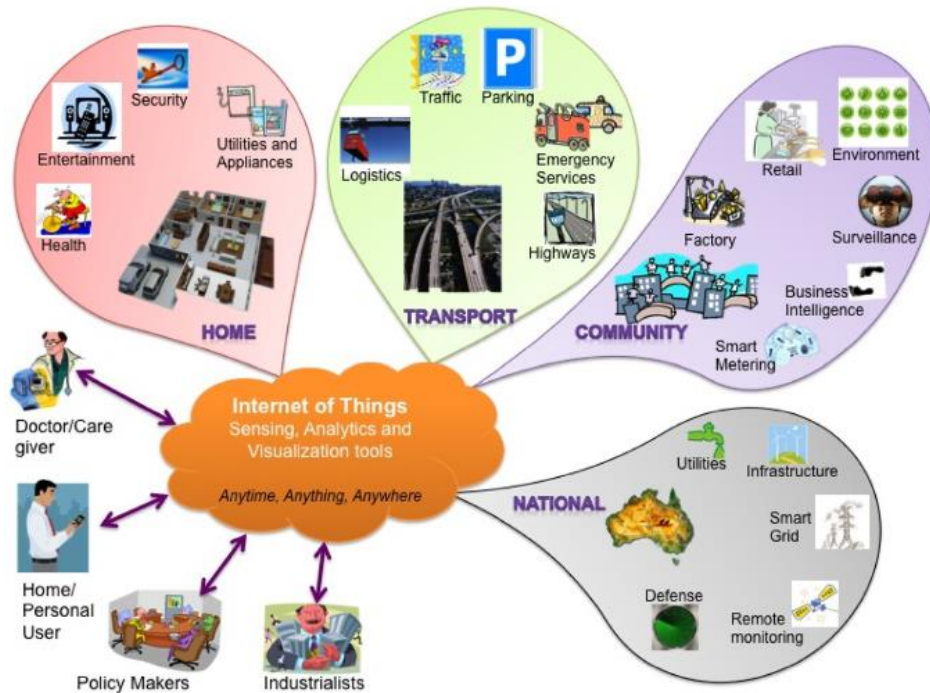 Security
Entertainment
Utilities and
Appliances
Health
HOME
Traffic
P
Parking
Logistics
Emergency
Services
Highways
TRANSPORT
Retail
Environment
Factory
Surveillance
Business
Intelligence
COMMUNITY
Smart
Metering
Internet of Things
Sensing, Analytics and
Visualization tools
Anytime, Anything, Anywhere
Doctor/Care
giver
Home/
Personal
User
Policy Makers
Industrialists
NATIONAL
Utilities
Infrastructure
Smart
Grid
Defense
Remote
monitoring